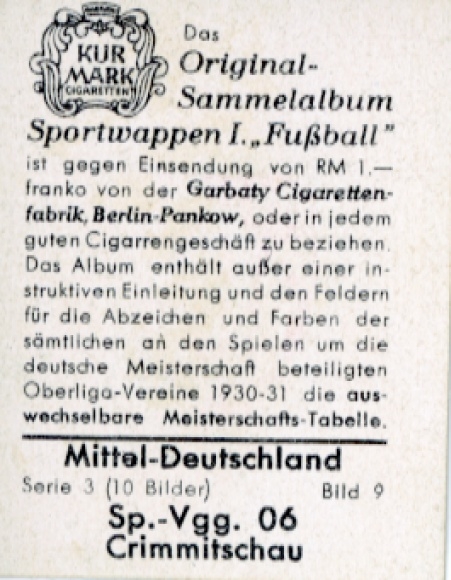 KUR
MARK
CIGARETTEN
Das
Original-
Sammelalbum
Sportwappen I. „Fußball"
ist gegen Einsendung von RM 1.—
franko von der Garbaty Cigaretten-
fabrik, Berlin-Pankow, oder in jedem
guten Cigarrengeschäft zu beziehen.
Das Album enthält außer einer in-
struktiven Einleitung und den Feldern
für die Abzeichen und Farben der
sämtlichen an den Spielen um die
deutsche Meisterschaft beteiligten
Oberliga-Vereine 1930-31 die aus-
wechselbare Meisterschafts-Tabelle.
Mittel-Deutschland
Serie 3 (10 Bilder) Bild 9
Sp.-Vgg. 06
Crimmitschau